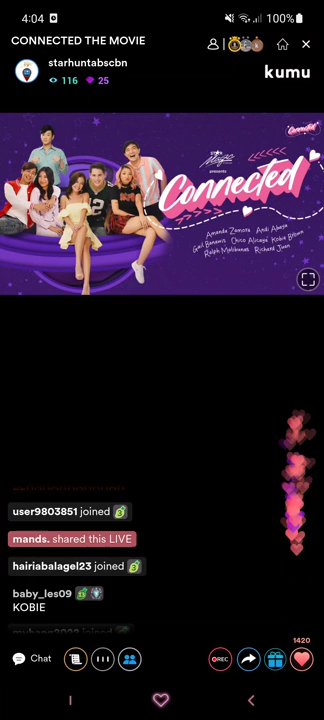 4:04
100%
CONNECTED THE MOVIE
starhuntabscbn
116 25
kumu
Connected
Star Magic
presents
Connected
Amanda Zamora Andi Abaya
Gail Banawis Chico Alicaya Kobie Brown
Ralph Malibunas Richard Juan
user9803851 joined
mands. shared this LIVE
hairiabalagel23 joined
baby_les09
KOBIE
1420
Chat
REC